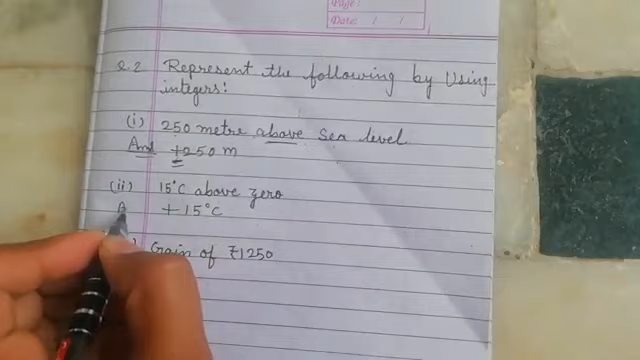 Page:
Date: / /
Q.2 Represent the following by Using
integers:
(i) 250 metre above sea level
Ans +250 m
(ii) 15°C above zero
A +15°C
) Gain of ₹1250